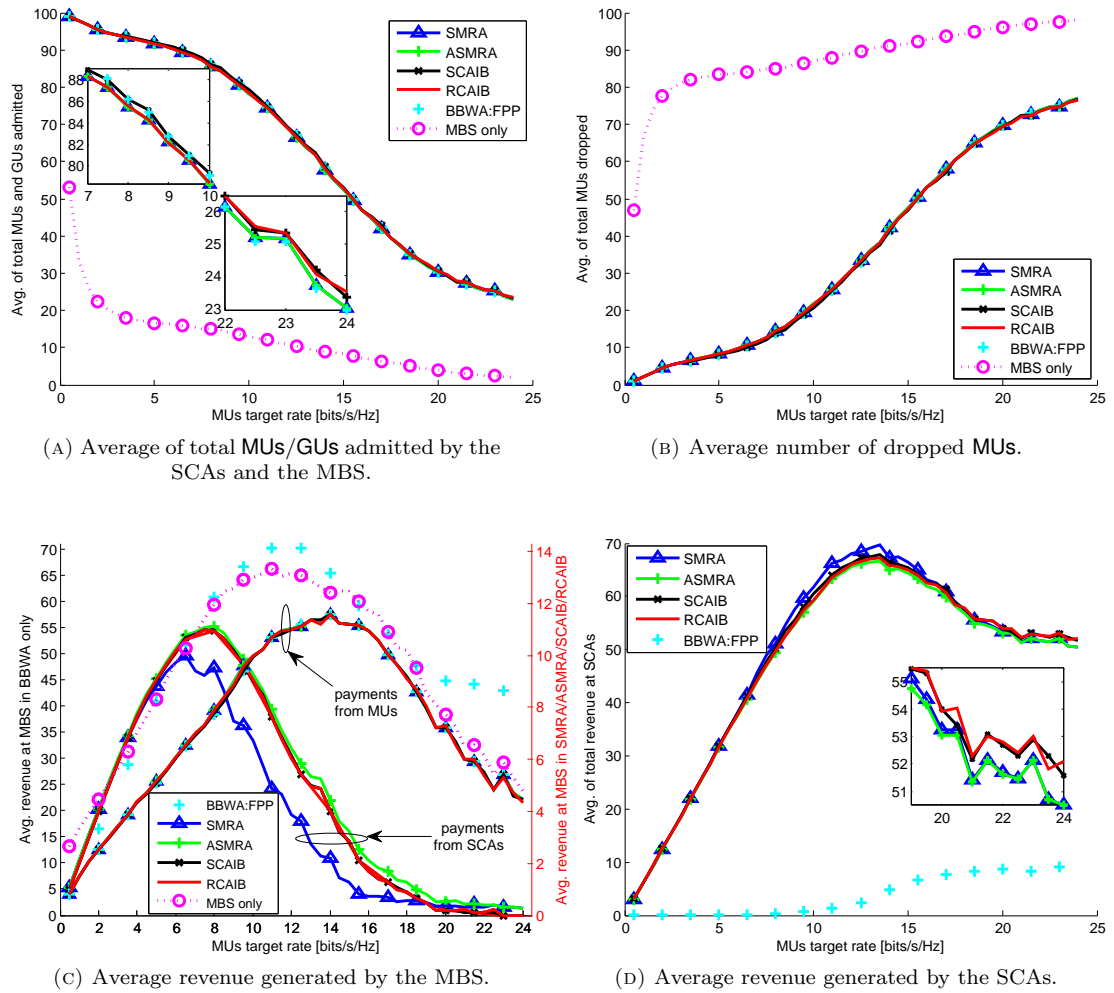 100
90
80
70
60
50
40
30
20
10
0
Avg. of total MUs and GUs admitted
SMRA
ASMRA
SCAIB
RCAIB
BBWA:FPP
MBS only
88
86
84
82
80
7 8 9 10
26
25
24
23
22 23 24
0 5 10 15 20 25
MUs target rate [bits/s/Hz]
(A) Average of total MUs/GUs admitted by the
SCAs and the MBS.
100
90
80
70
60
50
40
30
20
10
0
Avg. of total MUs dropped
SMRA
ASMRA
SCAIB
RCAIB
BBWA:FPP
MBS only
0 5 10 15 20 25
MUs target rate [bits/s/Hz]
(B) Average number of dropped MUs.
70
65
60
55
50
45
40
35
30
25
20
15
10
5
0
Avg. revenue at MBS in BBWA only
14
12
10
8
6
4
2
0
Avg. revenue at MBS in SMRA/ASMRA/SCAIB/RCAIB
payments
from MUs
payments
from SCAs
BBWA:FPP
SMRA
ASMRA
SCAIB
RCAIB
MBS only
0 2 4 6 8 10 12 14 16 18 20 22 24
MUs target rate [bits/s/Hz]
(C) Average revenue generated by the MBS.
70
60
50
40
30
20
10
0
Avg. of total revenue at SCAs
SMRA
ASMRA
SCAIB
RCAIB
BBWA:FPP
55
54
53
52
51
20 22 24
0 5 10 15 20 25
MUs target rate [bits/s/Hz]
(D) Average revenue generated by the SCAs.